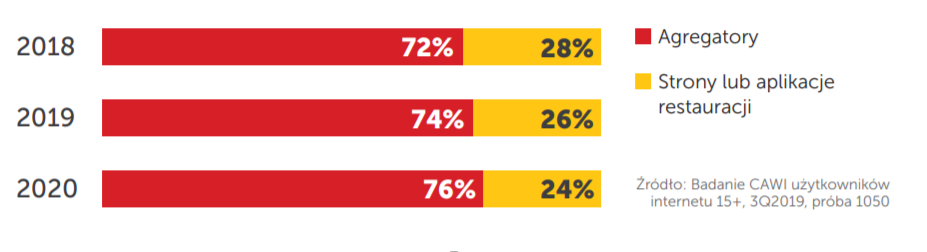 2018 72% 28%
Agregatory
Strony lub aplikacje
restauracji
2019 74% 26%
2020 76% 24%
Źródło: Badanie CAWI użytkowników
internetu 15+, 3Q2019, próba 1050